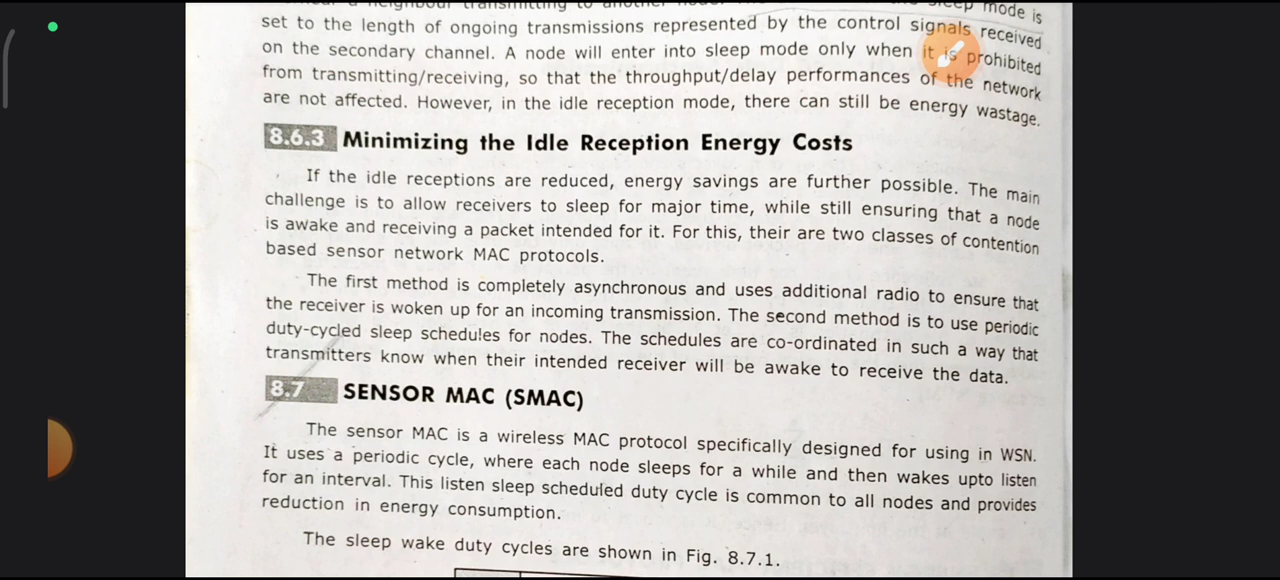 neighbour transmitting to another sleep mode is
set to the length of ongoing transmissions represented by the control signals received
on the secondary channel. A node will enter into sleep mode only when it is prohibited
from transmitting/receiving, so that the throughput/delay performances of the network
are not affected. However, in the idle reception mode, there can still be energy wastage.
8.6.3 Minimizing the Idle Reception Energy Costs
If the idle receptions are reduced, energy savings are further possible. The main
challenge is to allow receivers to sleep for major time, while still ensuring that a node
is awake and receiving a packet intended for it. For this, their are two classes of contention
based sensor network MAC protocols.
The first method is completely asynchronous and uses additional radio to ensure that
the receiver is woken up for an incoming transmission. The second method is to use periodic
duty-cycled sleep schedules for nodes. The schedules are co-ordinated in such a way that
transmitters know when their intended receiver will be awake to receive the data.
8.7 SENSOR MAC (SMAC)
The sensor MAC is a wireless MAC protocol specifically designed for using in WSN.
It uses a periodic cycle, where each node sleeps for a while and then wakes upto listen
for an interval. This listen sleep scheduled duty cycle is common to all nodes and provides
reduction in energy consumption.
The sleep wake duty cycles are shown in Fig. 8.7.1.